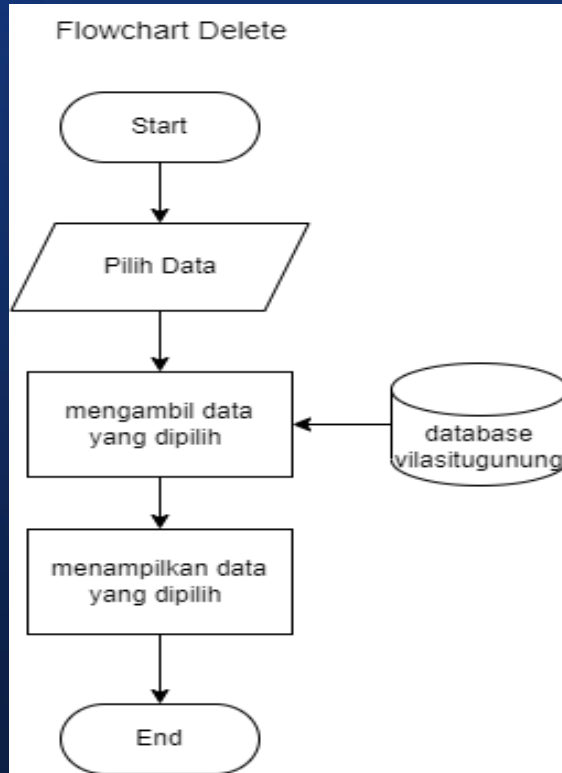 Flowchart Delete
Start
Pilih Data
mengambil data
yang dipilih
database
vilasitugunung
menampilkan data
yang dipilih
End